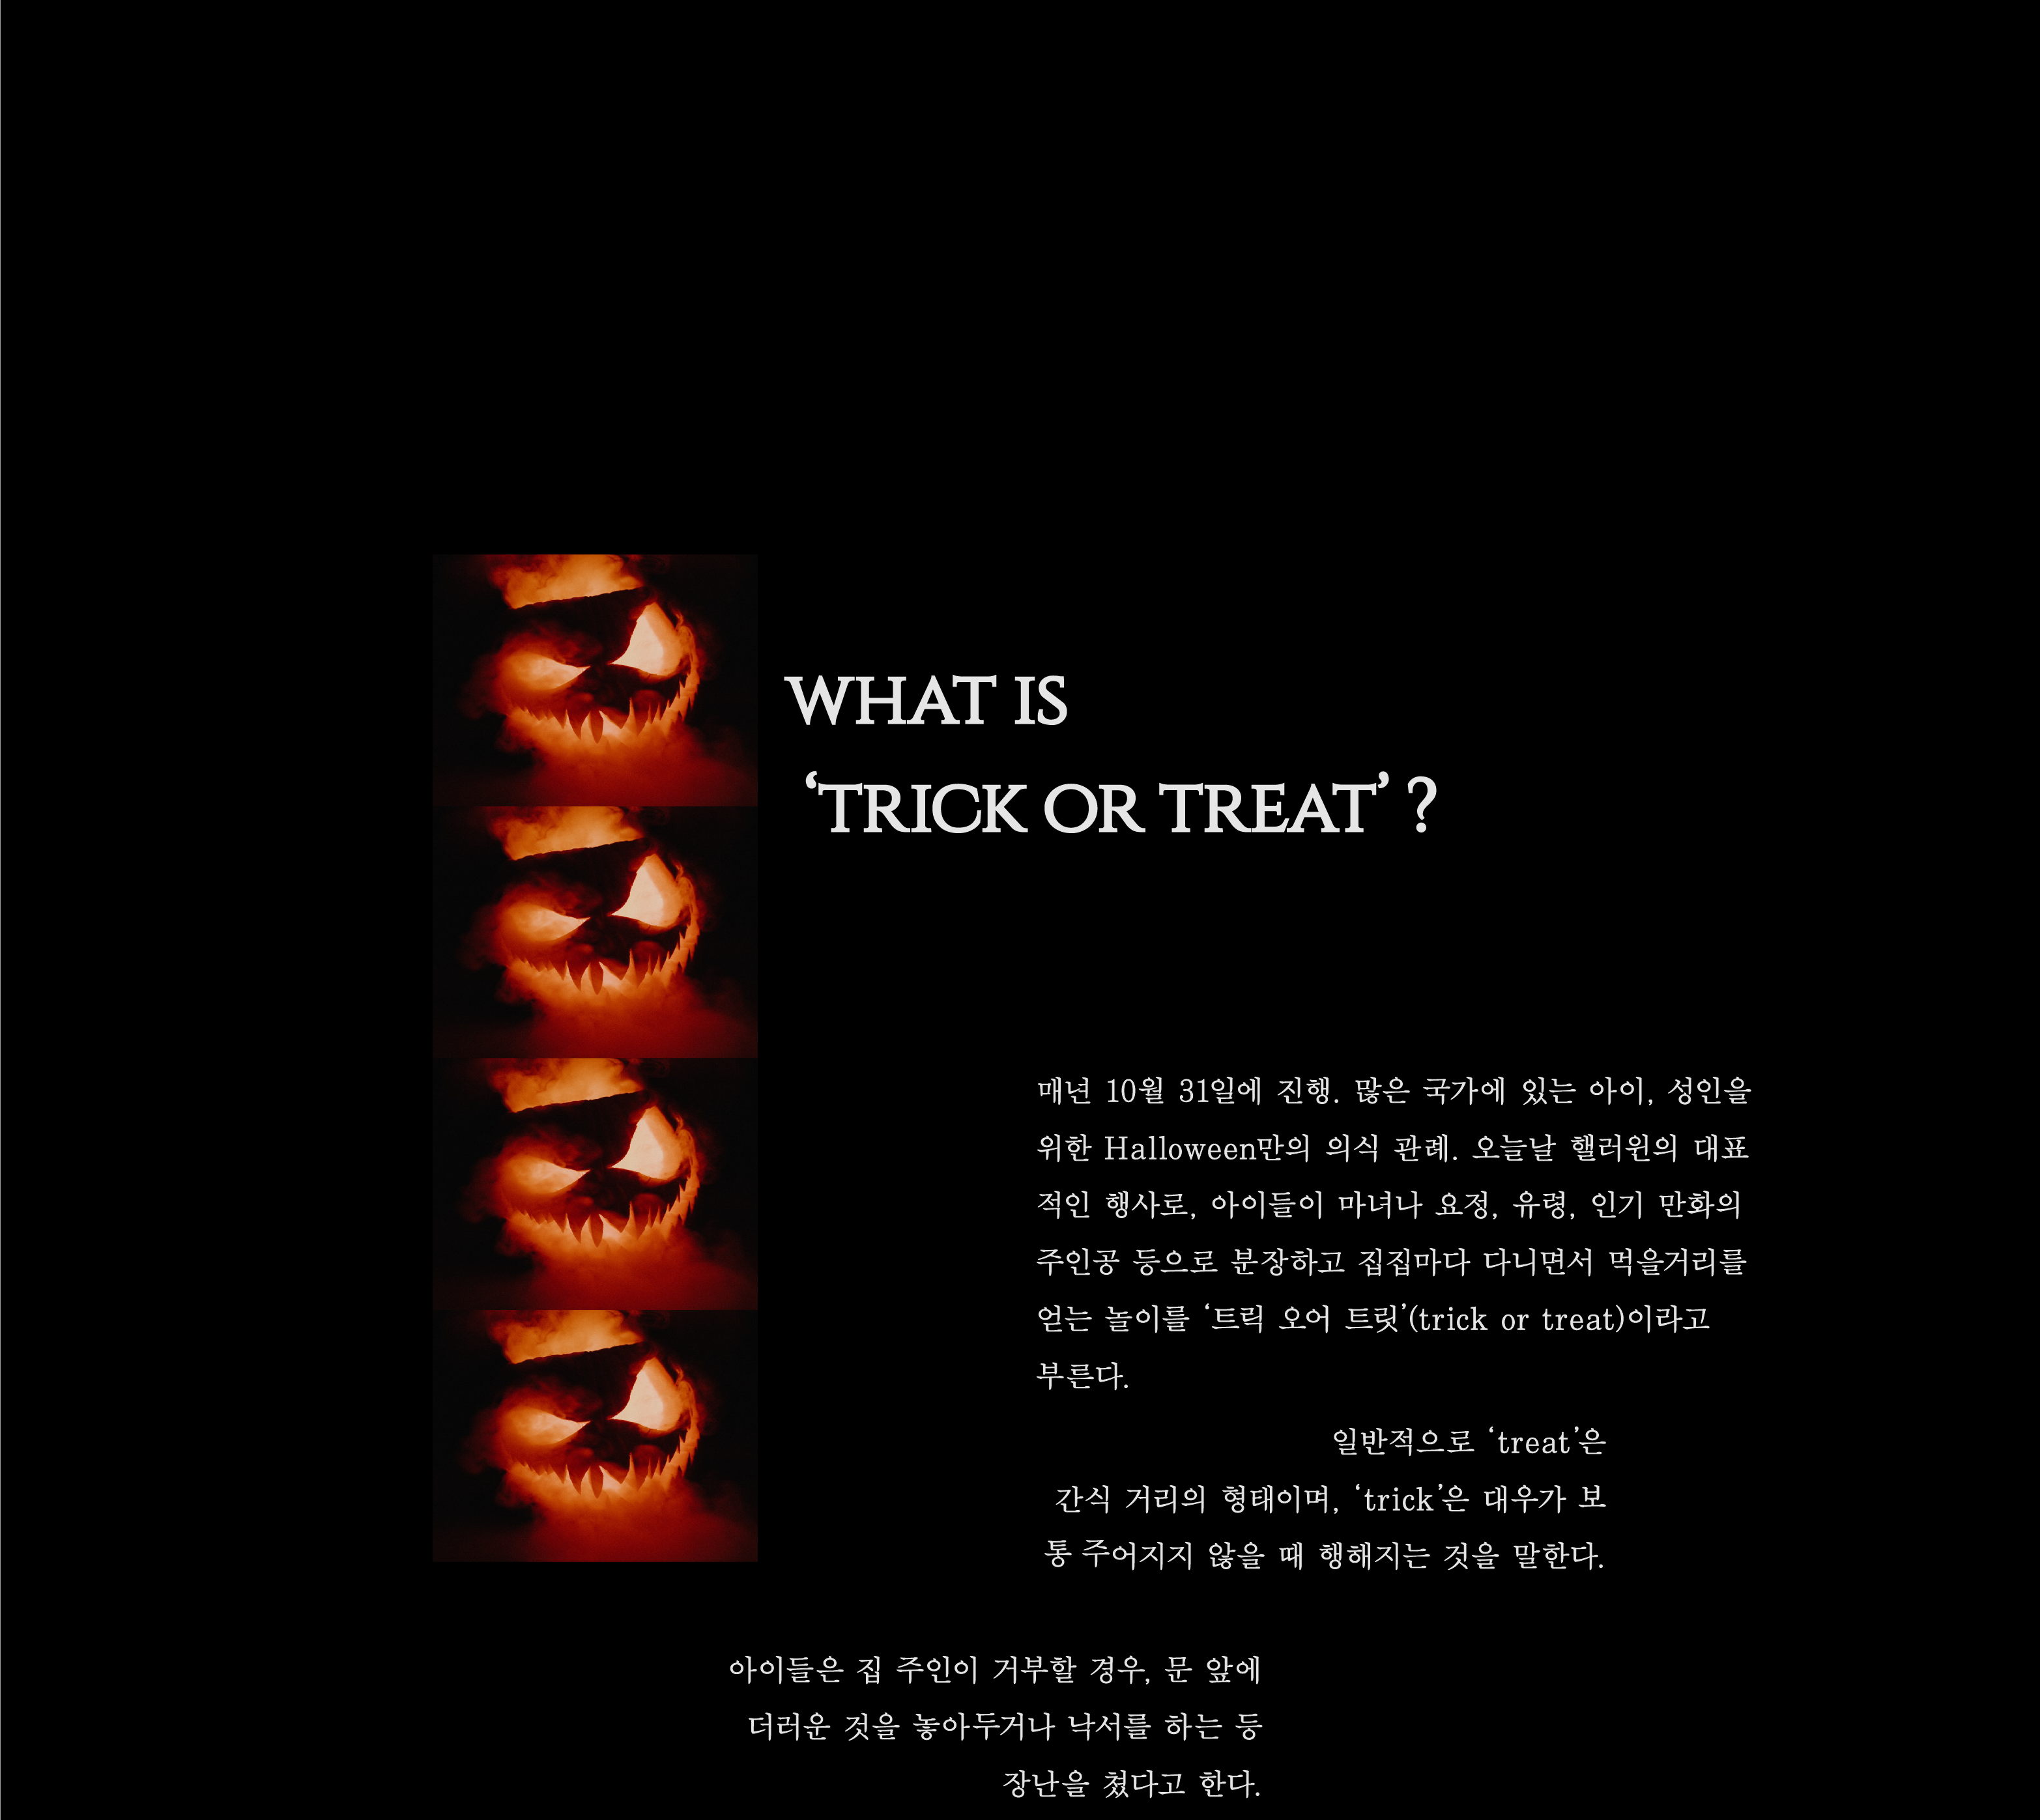 WHAT IS
‘TRICK OR TREAT’ ?
매년 10월 31일에 진행. 많은 국가에 있는 아이, 성인을
위한 Halloween만의 의식 관례. 오늘날 핼러윈의 대표
적인 행사로, 아이들이 마녀나 요정, 유령, 인기 만화의
주인공 등으로 분장하고 집집마다 다니면서 먹을거리를
얻는 놀이를 ‘트릭 오어 트릿’(trick or treat)이라고
부른다.
일반적으로 ‘treat’은
간식 거리의 형태이며, ‘trick’은 대우가 보
통 주어지지 않을 때 행해지는 것을 말한다.
아이들은 집 주인이 거부할 경우, 문 앞에
더러운 것을 놓아두거나 낙서를 하는 등
장난을 쳤다고 한다.